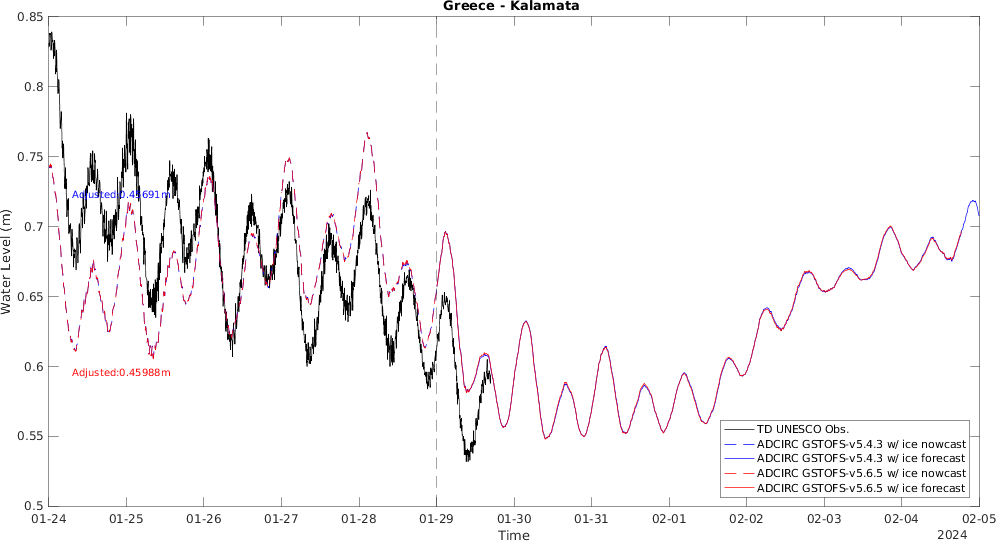 Greece - Kalamata
0.85
0.8
0.75
0.7
0.65
0.6
0.55
0.5
Water Level (m)
Adjusted:0.45691m
Adjusted:0.45988m
TD UNESCO Obs.
ADCIRC GSTOFS-v5.4.3 w/ ice nowcast
ADCIRC GSTOFS-v5.4.3 w/ ice forecast
ADCIRC GSTOFS-v5.6.5 w/ ice nowcast
ADCIRC GSTOFS-v5.6.5 w/ ice forecast
01-24 01-25 01-26 01-27 01-28 01-29 01-30 01-31 02-01 02-02 02-03 02-04 02-05
Time
2024